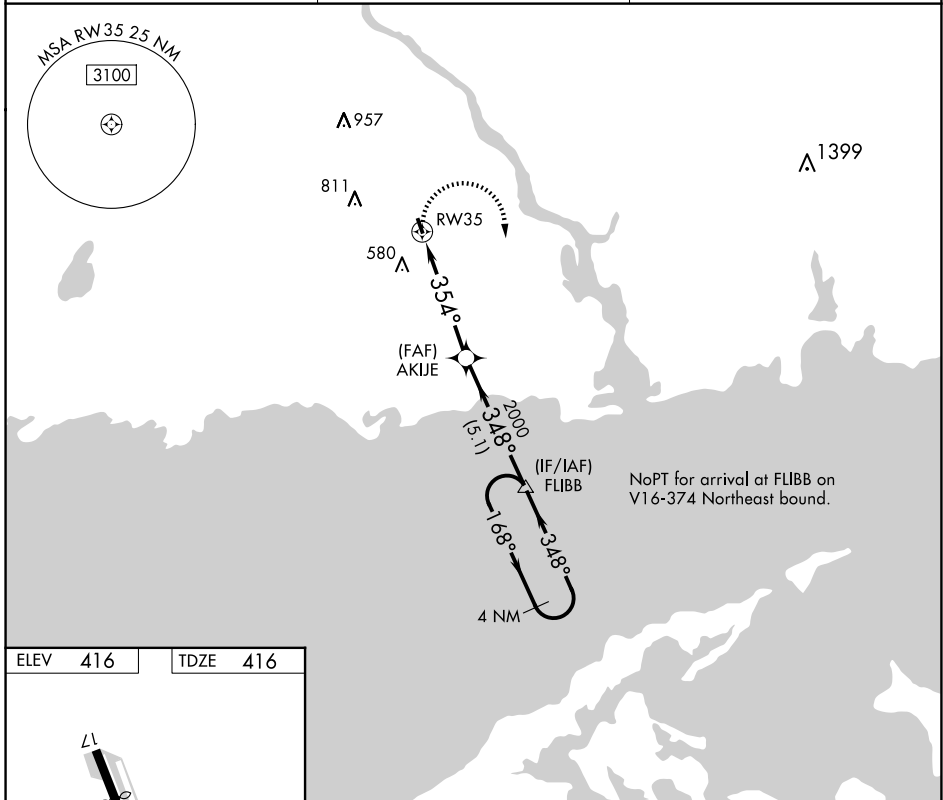 MSA RW35 25 NM
3100
957
1399
811
RW35
580
354°
(FAF)
AKIJE
2000
348°
(5.1)
(IF/IAF)
FLIBB
NoPT for arrival at FLIBB on
V16-374 Northeast bound.
168°
348°
4 NM
ELEV 416
TDZE 416
17